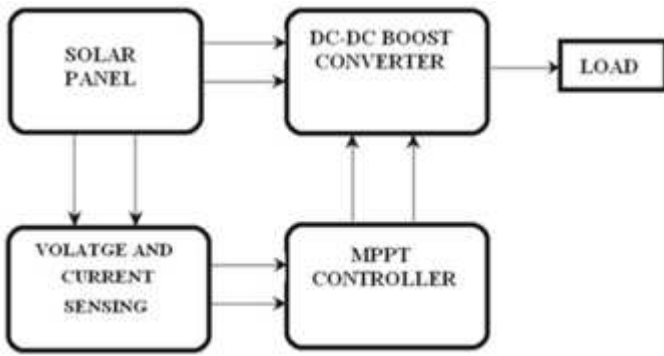 SOLAR
PANEL
DC-DC BOOST
CONVERTER
LOAD
VOLATGE AND
CURRENT
SENSING
MPPT
CONTROLLER